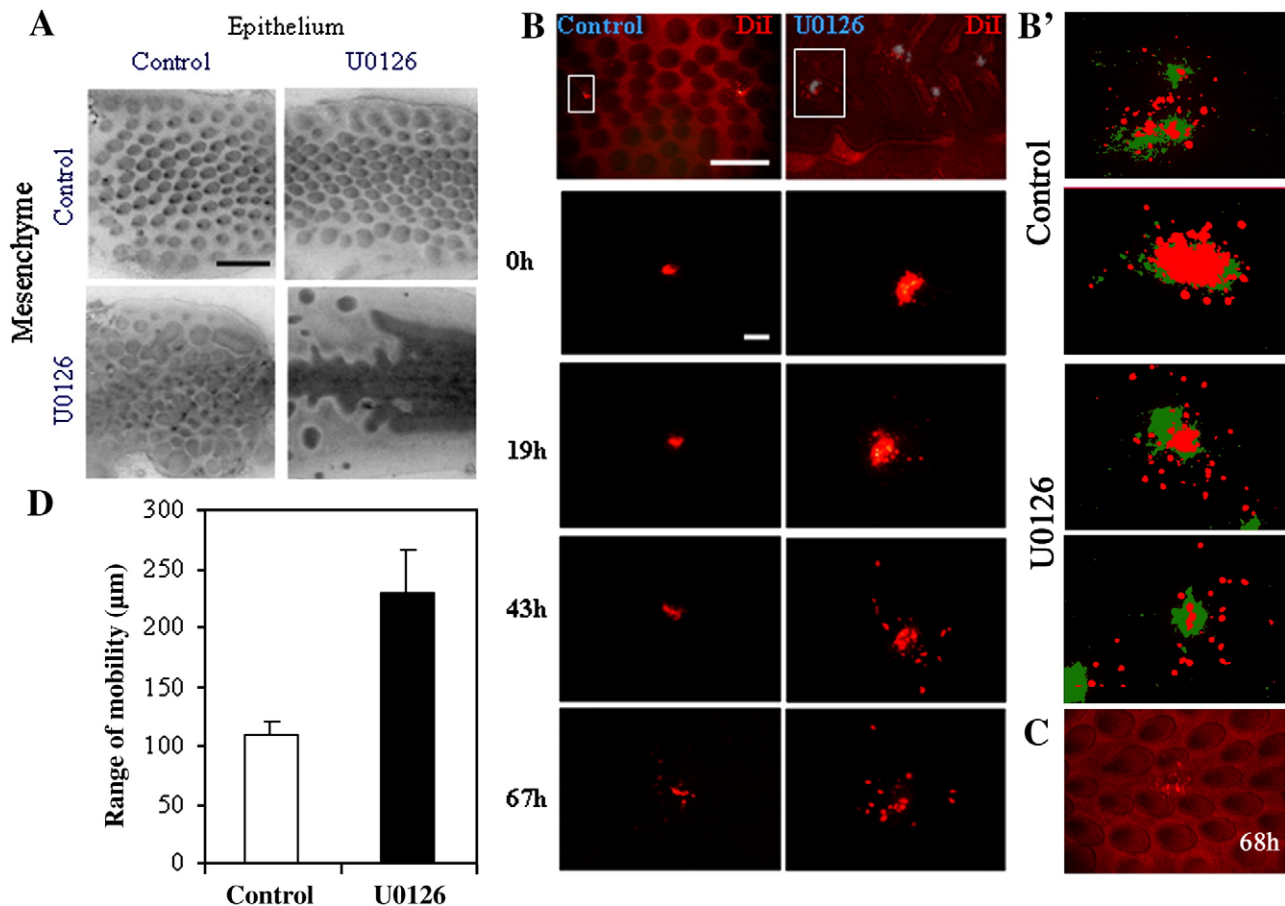 A
Epithelium
Control U0126
Mesenchyme
Control
U0126
B
Control DiI
U0126 DiI
0h
19h
43h
67h
B'
Control
U0126
C
68h
D
Range of mobility (µm)
300
250
200
150
100
50
0
Control U0126